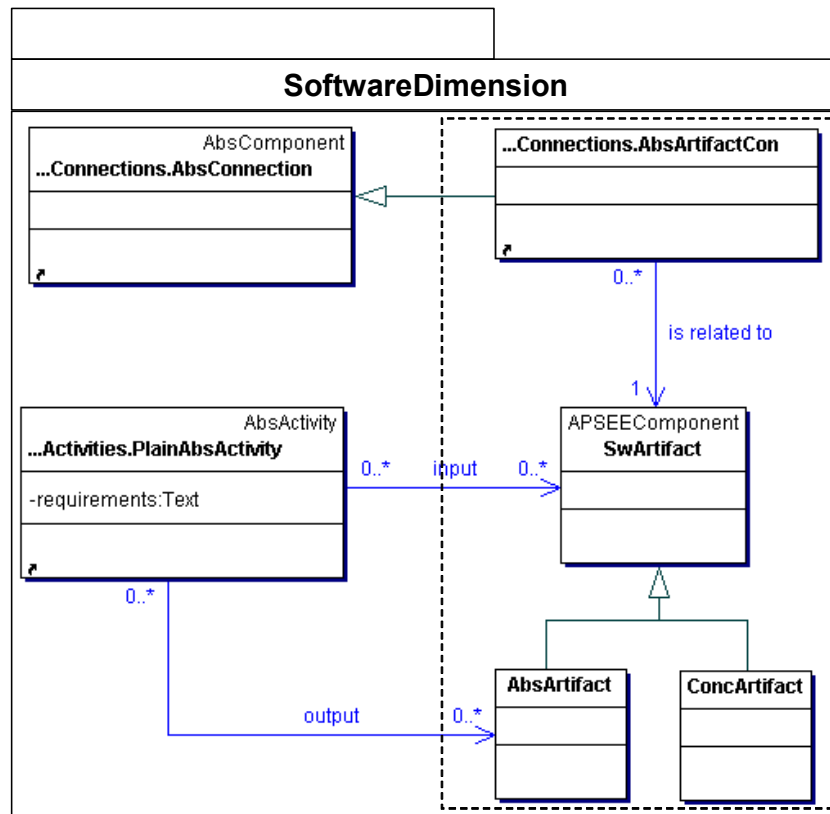 SoftwareDimension
AbsComponent
...Connections.AbsConnection
...Connections.AbsArtifactCon
0..*
is related to
1
AbsActivity
...Activities.PlainAbsActivity
-requirements:Text
0..* input 0..*
APSEEComponent
SwArtifact
0..*
output 0..*
AbsArtifact
ConcArtifact